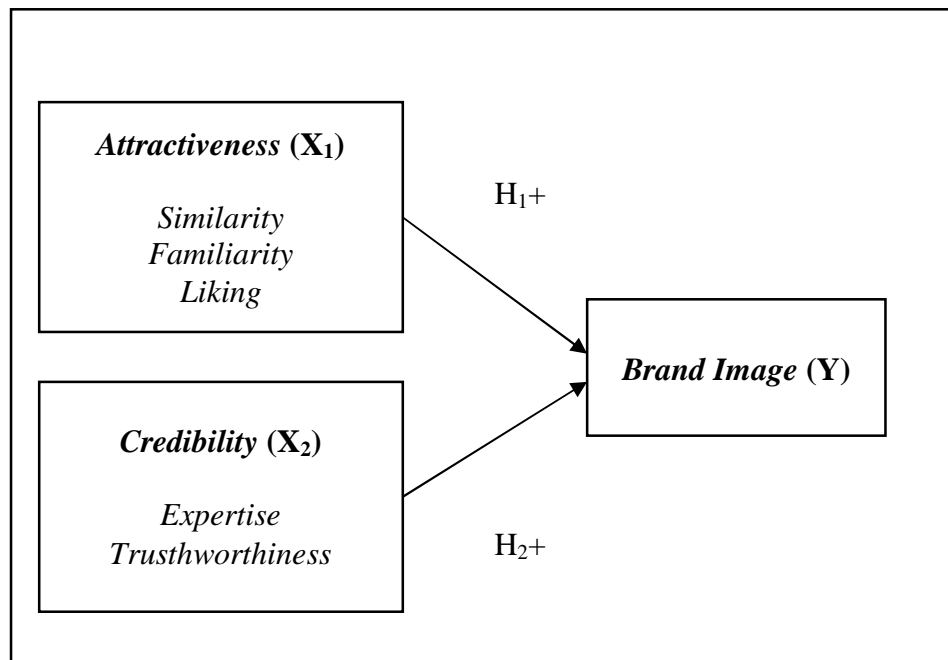 Attractiveness (X₁)
Similarity
Familiarity
Liking
H₁+
Brand Image (Y)
Credibility (X₂)
Expertise
Trusthworthiness
H₂+